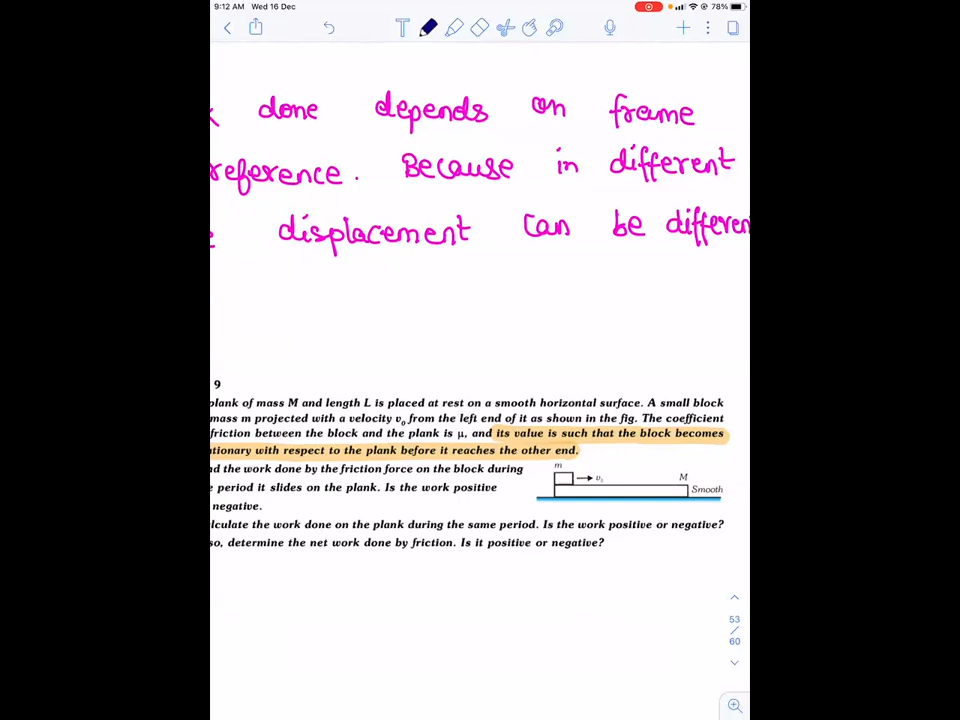 9:12 AM Wed 16 Dec
78%
done depends on frame
reference. Because in different
displacement can be differen
9
plank of mass M and length L is placed at rest on a smooth horizontal surface. A small block
mass m projected with a velocity v₀ from the left end of it as shown in the fig. The coefficient
friction between the block and the plank is μ, and its value is such that the block becomes
tionary with respect to the plank before it reaches the other end.
nd the work done by the friction force on the block during
e period it slides on the plank. Is the work positive
negative.
m
M
Smooth
lculate the work done on the plank during the same period. Is the work positive or negative?
so, determine the net work done by friction. Is it positive or negative?
53
60